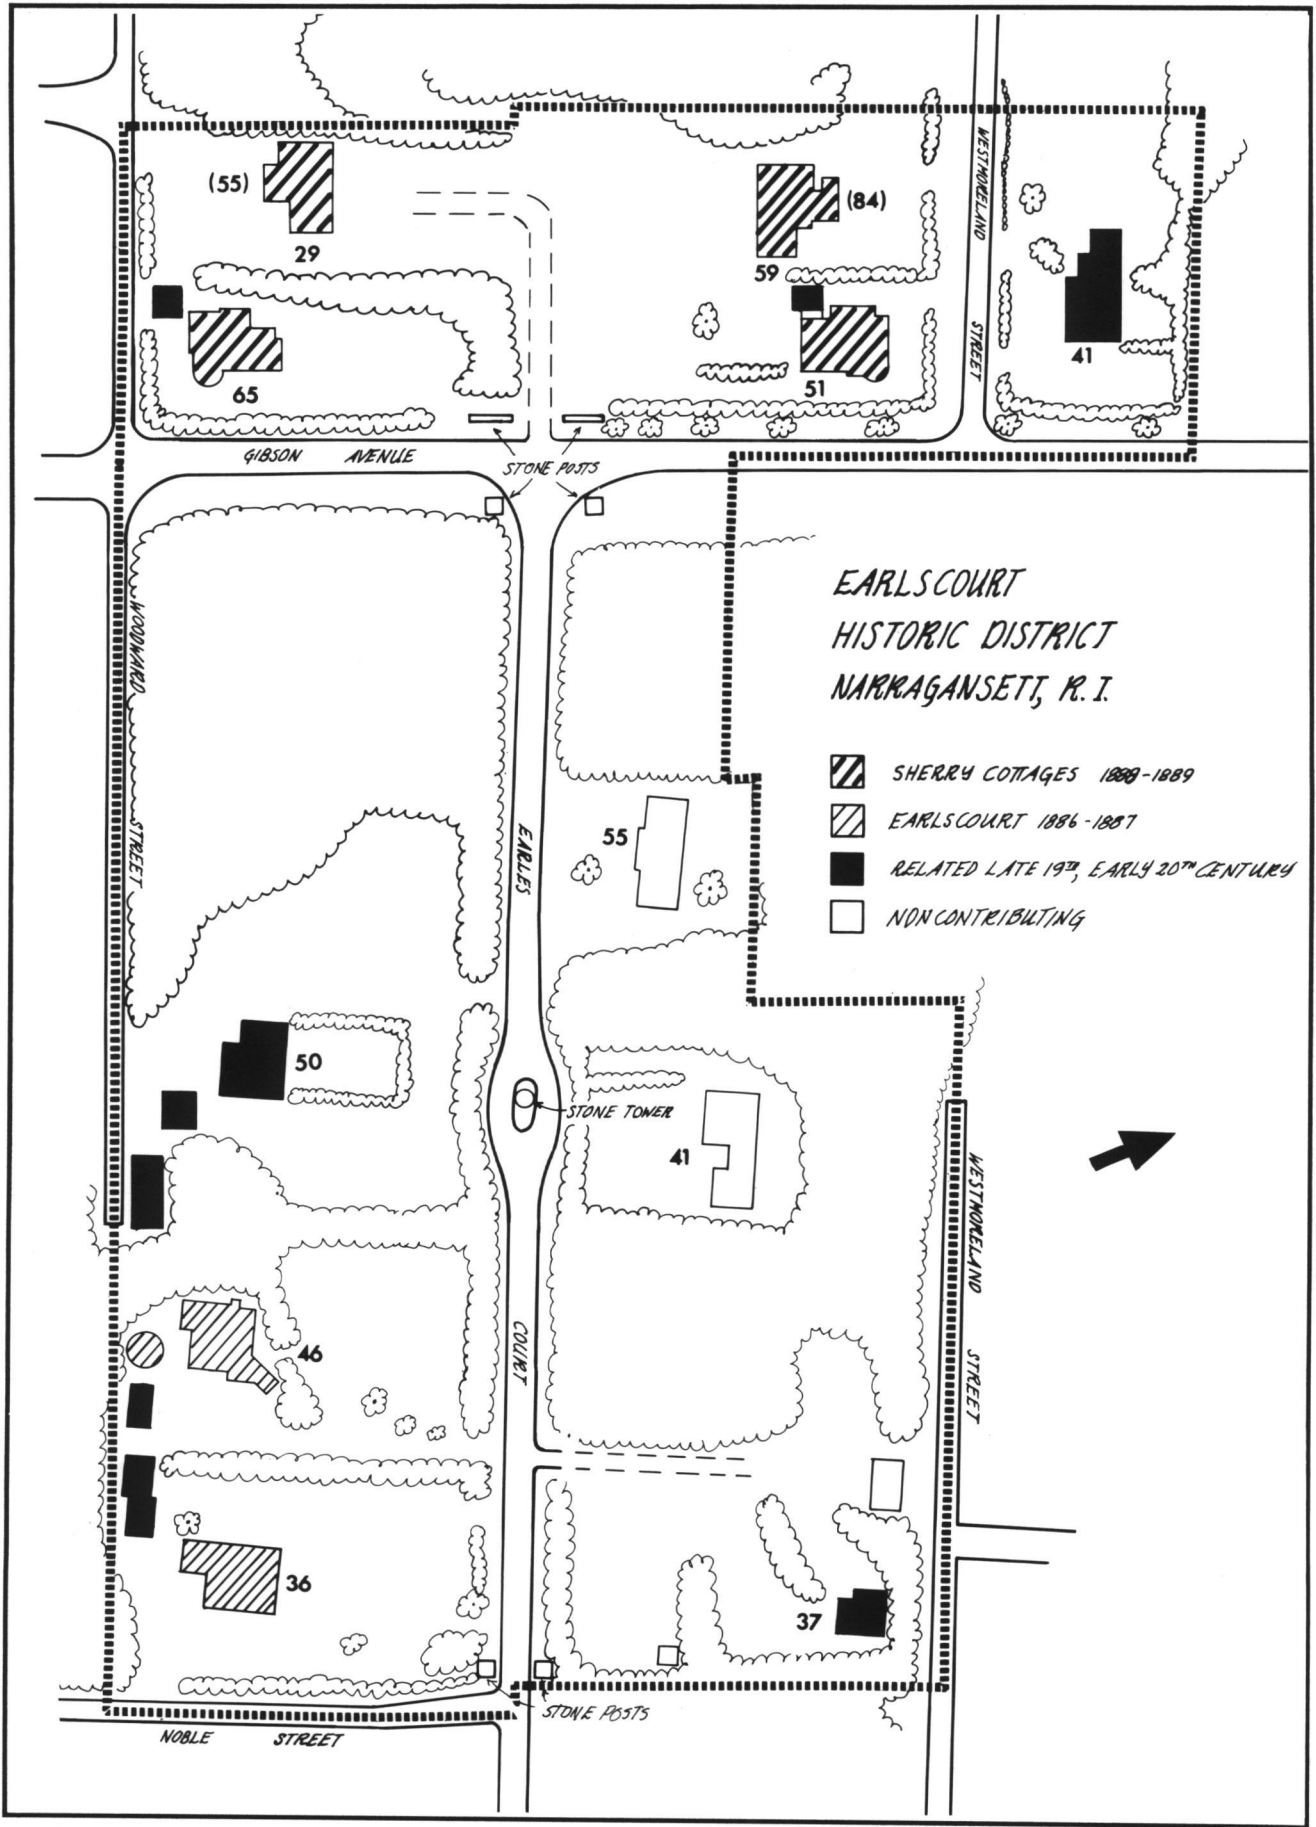 WESTMORELAND STREET
(55)
29
(84)
59
41
65
51
GIBSON AVENUE
STONE POSTS
EARLSCOURT
HISTORIC DISTRICT
NARRAGANSETT, R.I.
WOODWARD STREET
SHERRY COTTAGES 1888-1889
EARLSCOURT 1886-1887
RELATED LATE 19TH, EARLY 20TH CENTURY
NONCONTRIBUTING
55
EARLES COURT
50
STONE TOWER
41
WESTMORELAND STREET
46
36
37
STONE POSTS
NOBLE STREET